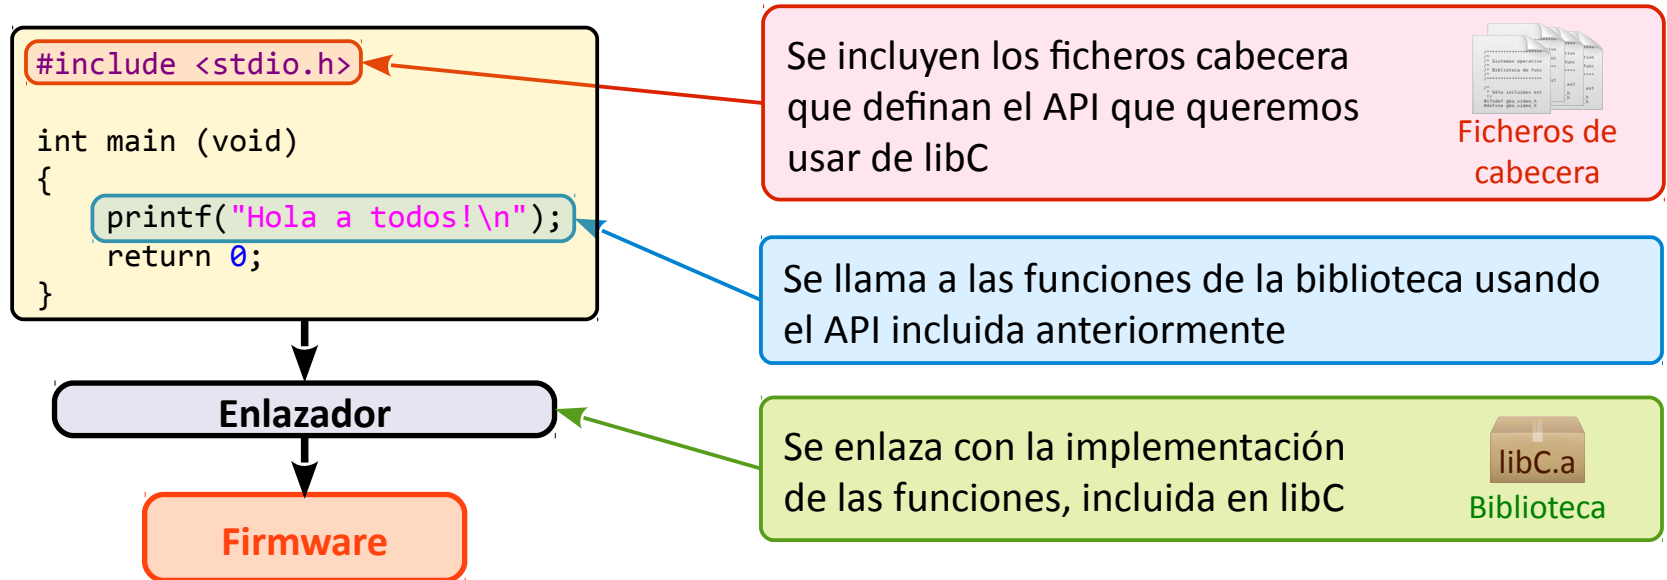 #include <stdio.h>
int main (void)
{
printf("Hola a todos!\n");
return 0;
}
Enlazador
Firmware
Se incluyen los ficheros cabecera
que definan el API que queremos
usar de libC
Ficheros de
cabecera
Se llama a las funciones de la biblioteca usando
el API incluida anteriormente
Se enlaza con la implementación
de las funciones, incluida en libC
libC.a
Biblioteca